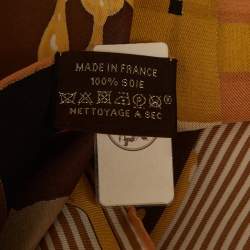 MADE IN FRANCE
100% SOIE
NETTOYAGE A SEC